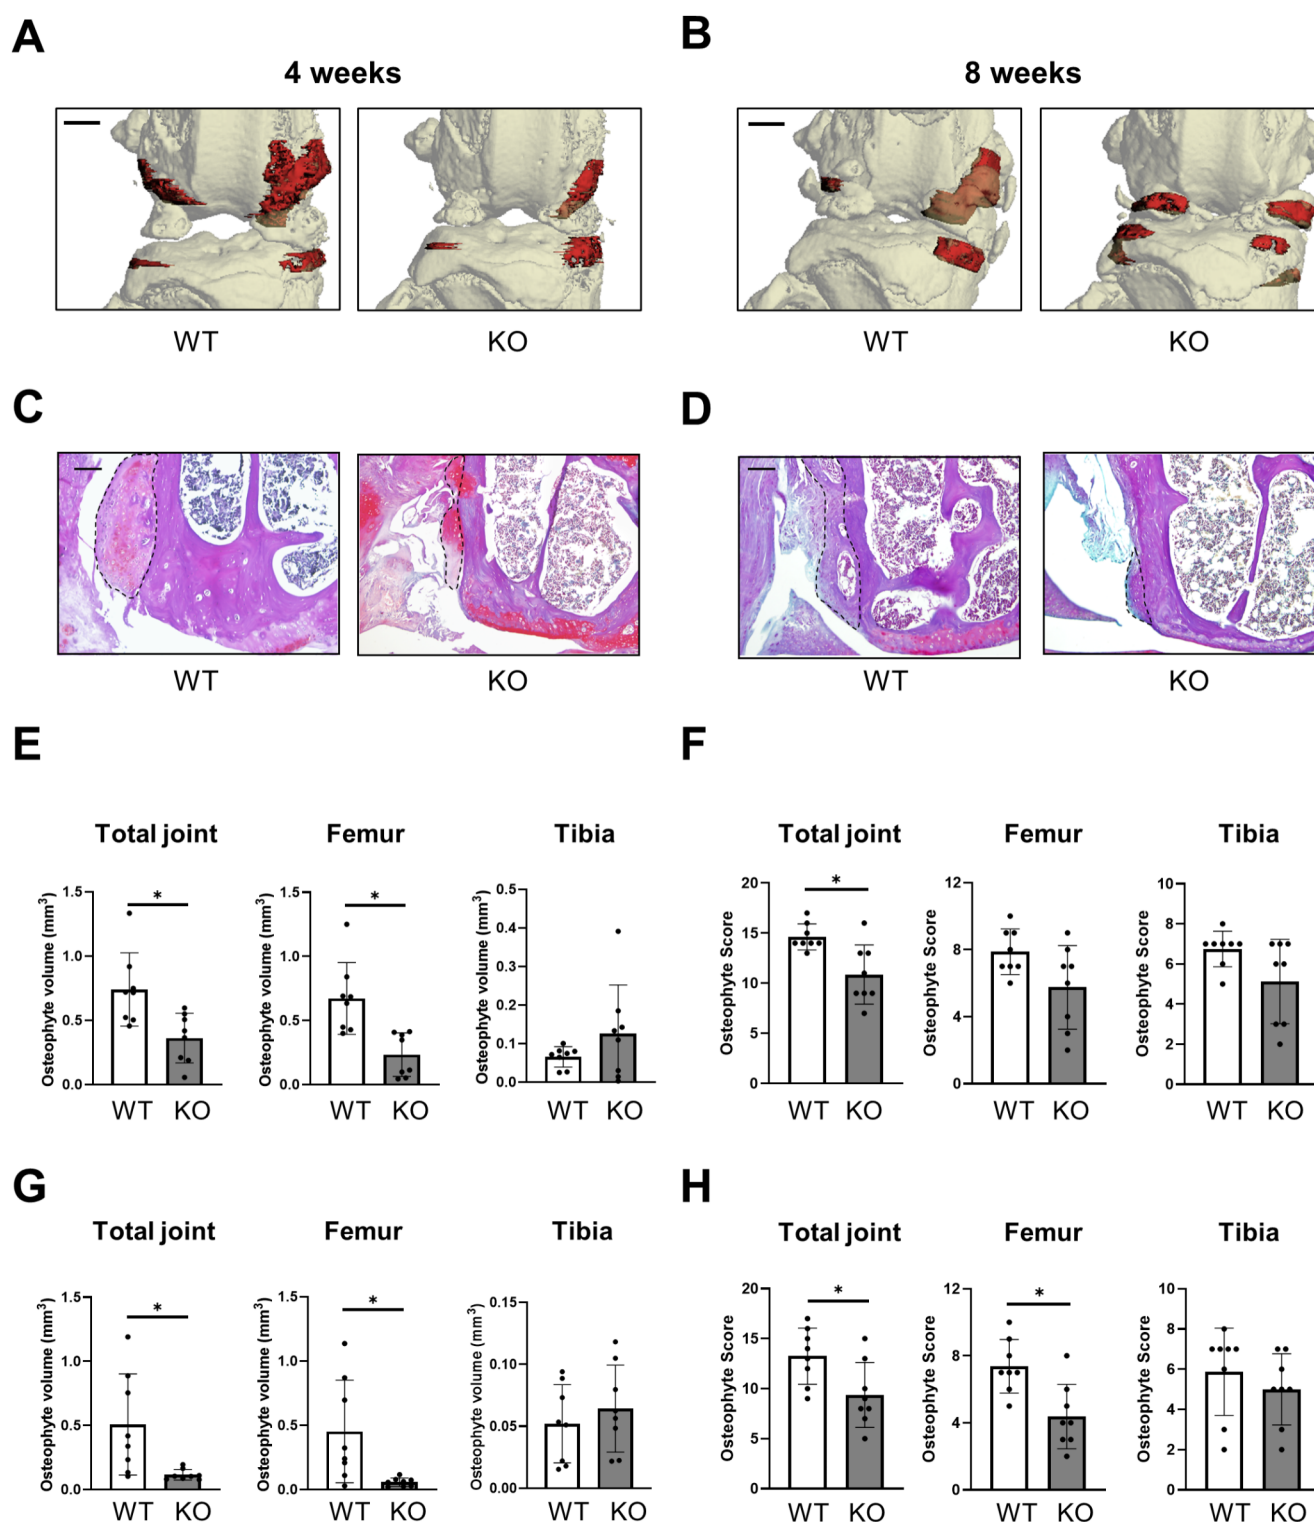 A
B
4 weeks
8 weeks
WT
KO
WT
KO
C
D
WT
KO
WT
KO
E
F
Total joint
Femur
Tibia
Total joint
Femur
Tibia
Osteophyte volume (mm³)
1.5
1.0
0.5
0.0
*
WT
KO
Osteophyte volume (mm³)
1.5
1.0
0.5
0.0
*
WT
KO
Osteophyte volume (mm³)
0.5
0.4
0.3
0.2
0.1
0.0
WT
KO
Osteophyte Score
20
15
10
5
0
*
WT
KO
Osteophyte Score
12
8
4
0
WT
KO
Osteophyte Score
10
8
6
4
2
0
WT
KO
G
H
Total joint
Femur
Tibia
Total joint
Femur
Tibia
Osteophyte volume (mm³)
1.5
1.0
0.5
0.0
*
WT
KO
Osteophyte volume (mm³)
1.5
1.0
0.5
0.0
*
WT
KO
Osteophyte volume (mm³)
0.15
0.10
0.05
0.00
WT
KO
Osteophyte Score
20
15
10
5
0
*
WT
KO
Osteophyte Score
12
8
4
0
*
WT
KO
Osteophyte Score
10
8
6
4
2
0
WT
KO